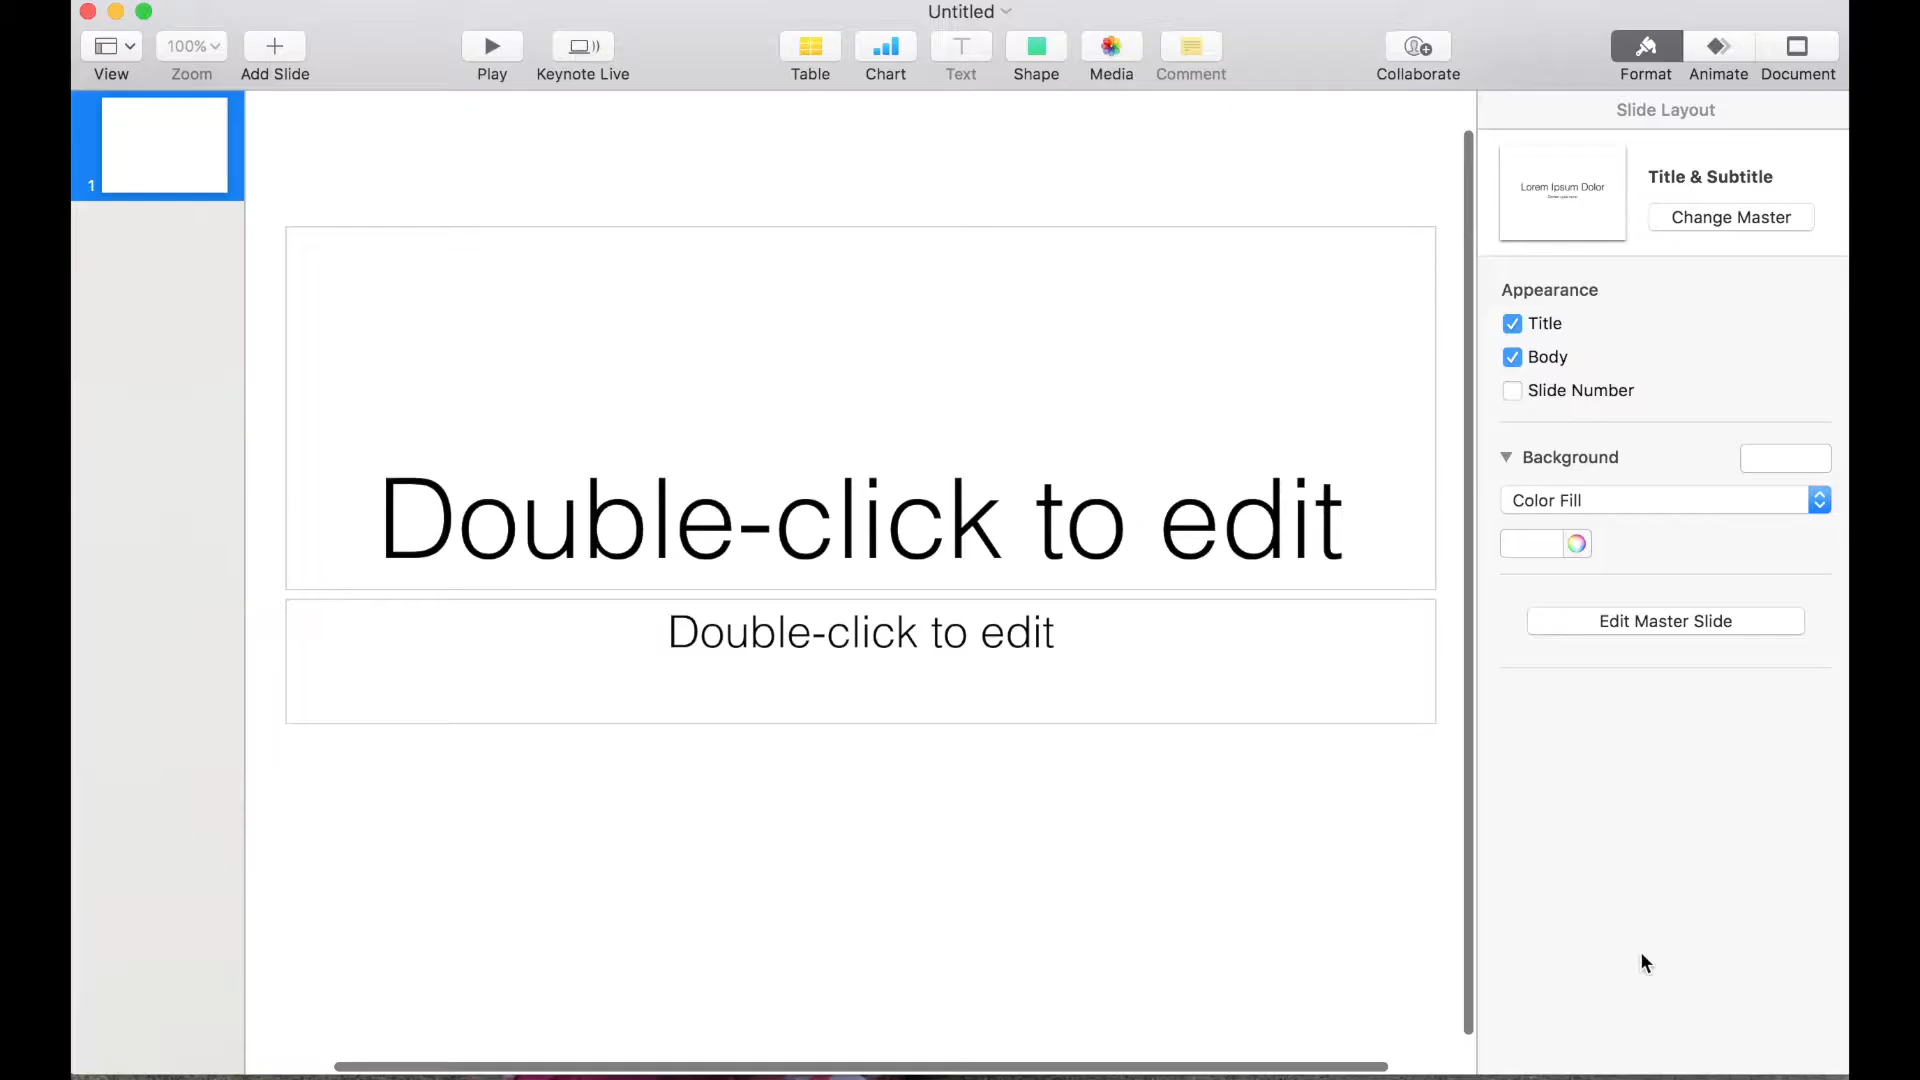 Untitled
100%
View
Zoom
Add Slide
Play
Keynote Live
Table
Chart
Text
Shape
Media
Comment
Collaborate
Format
Animate
Document
1
Slide Layout
Lorem Ipsum Dolor
Title & Subtitle
Change Master
Appearance
Title
Body
Slide Number
Background
Color Fill
Edit Master Slide
Double-click to edit
Double-click to edit